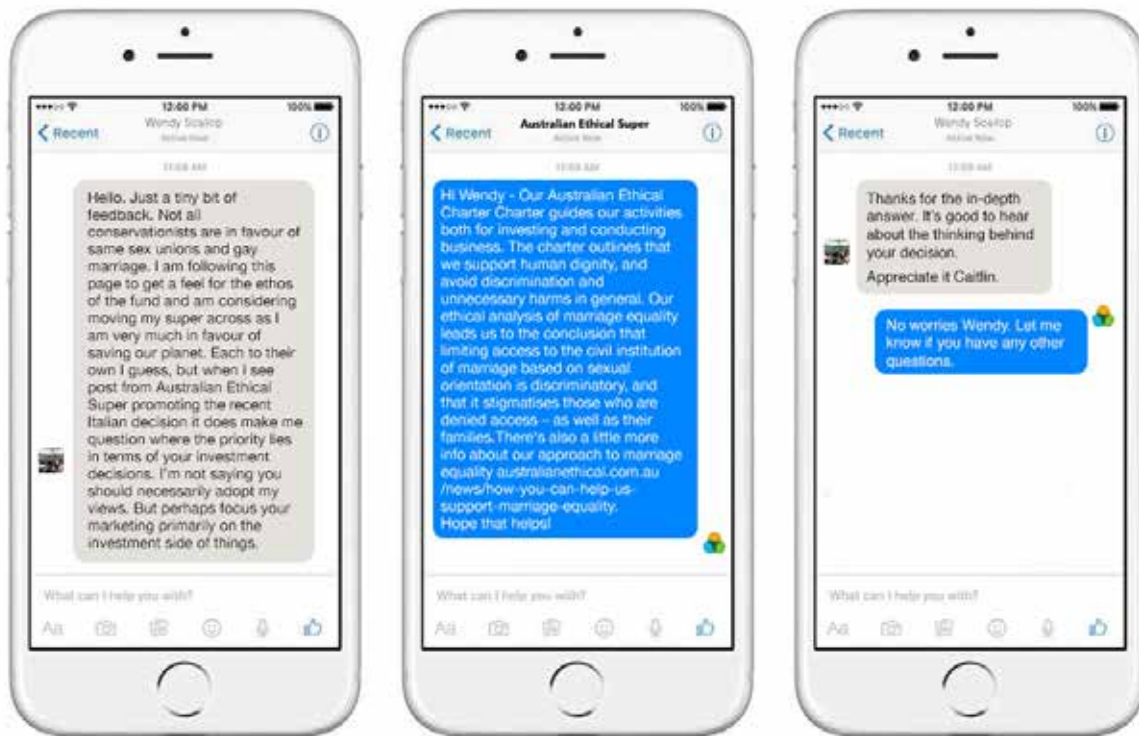 12:00 PM
100%
Recent
Wendy Scallop
Active Now
Hello. Just a tiny bit of
feedback. Not all
conservationists are in favour of
same sex unions and gay
marriage. I am following this
page to get a feel for the ethos
of the fund and am considering
moving my super across as I
am very much in favour of
saving our planet. Each to their
own I guess, but when I see
post from Australian Ethical
Super promoting the recent
Italian decision it does make me
question where the priority lies
in terms of your investment
decisions. I'm not saying you
should necessarily adopt my
views. But perhaps focus your
marketing primarily on the
investment side of things.
What can I help you with?
Aa
12:00 PM
100%
Recent
Australian Ethical Super
Active Now
Hi Wendy - Our Australian Ethical
Charter Charter guides our activities
both for investing and conducting
business. The charter outlines that
we support human dignity, and
avoid discrimination and
unnecessary harms in general. Our
ethical analysis of marriage equality
leads us to the conclusion that
limiting access to the civil institution
of marriage based on sexual
orientation is discriminatory, and
that it stigmatises those who are
denied access – as well as their
families.There's also a little more
info about our approach to marriage
equality australianethical.com.au
/news/how-you-can-help-us-
support-marriage-equality.
Hope that helps!
What can I help you with?
Aa
12:00 PM
100%
Recent
Wendy Scallop
Active Now
Thanks for the in-depth
answer. It's good to hear
about the thinking behind
your decision.
Appreciate it Caitlin.
No worries Wendy. Let me
know if you have any other
questions.
What can I help you with?
Aa